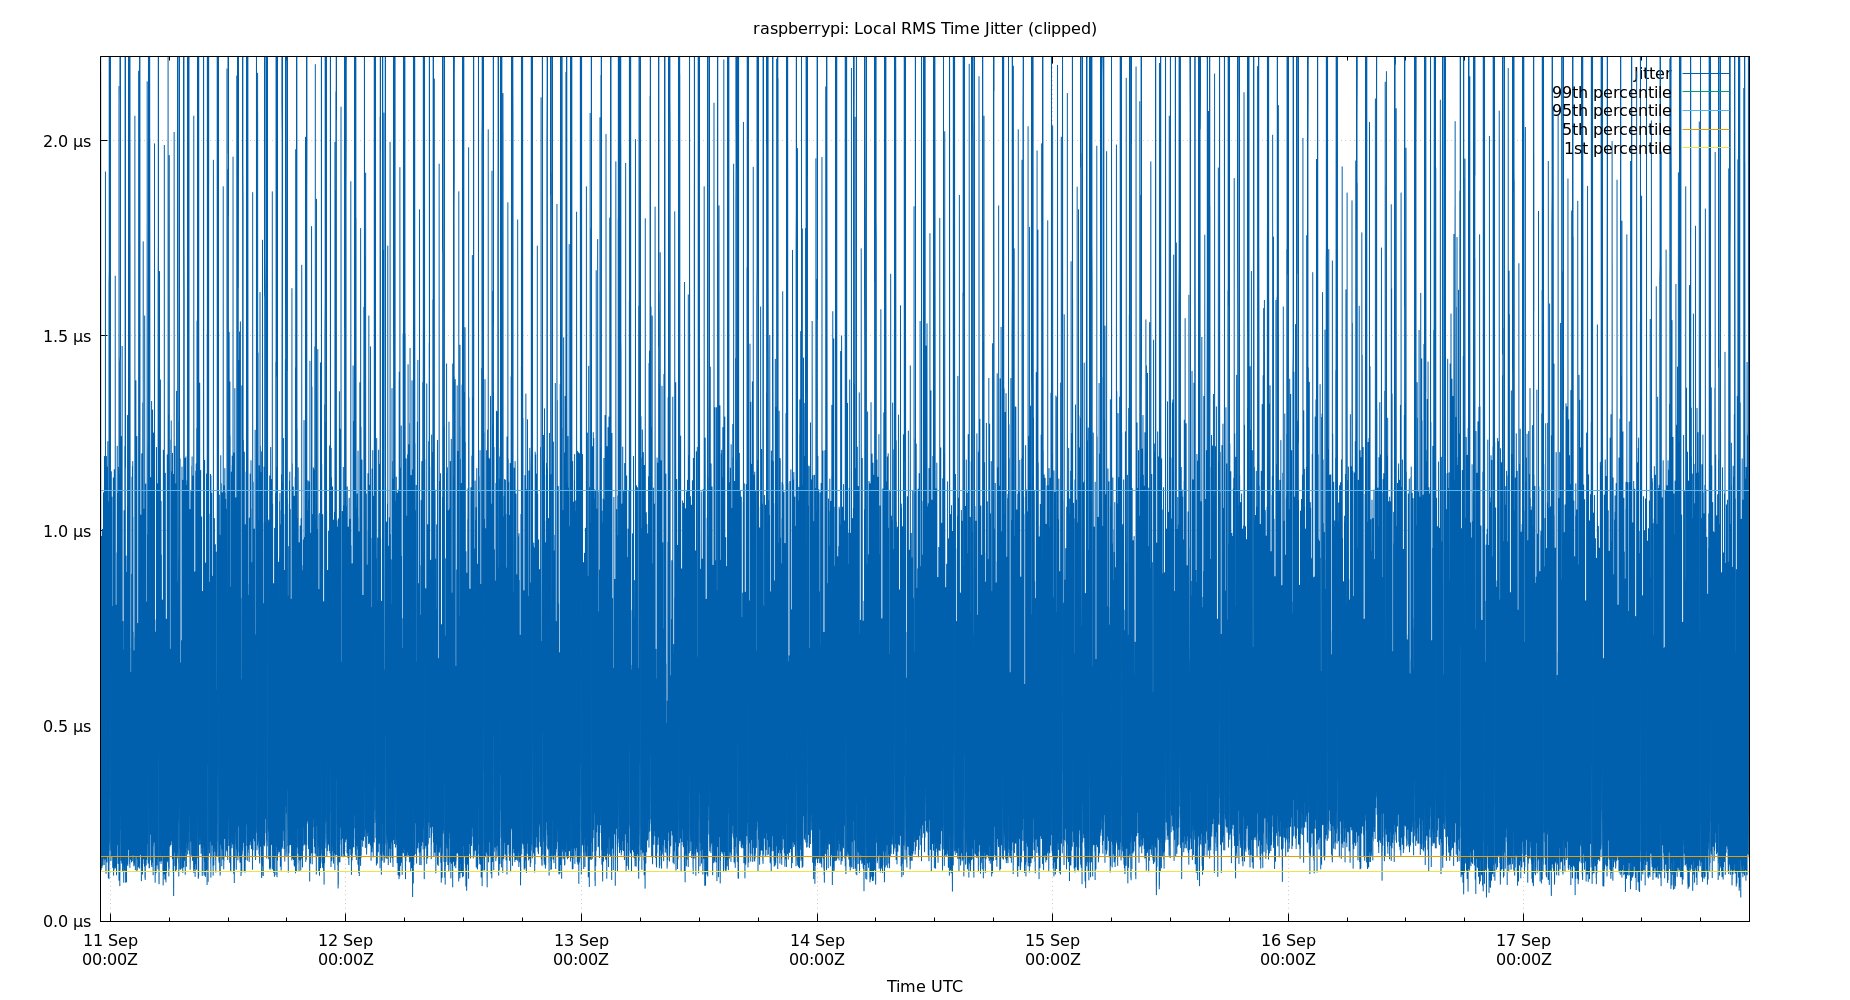 raspberrypi: Local RMS Time Jitter (clipped)
Jitter
99th percentile
95th percentile
5th percentile
1st percentile
2.0 µs
1.5 µs
1.0 µs
0.5 µs
0.0 µs
11 Sep 12 Sep 13 Sep 14 Sep 15 Sep 16 Sep 17 Sep
00:00Z 00:00Z 00:00Z 00:00Z 00:00Z 00:00Z 00:00Z
Time UTC